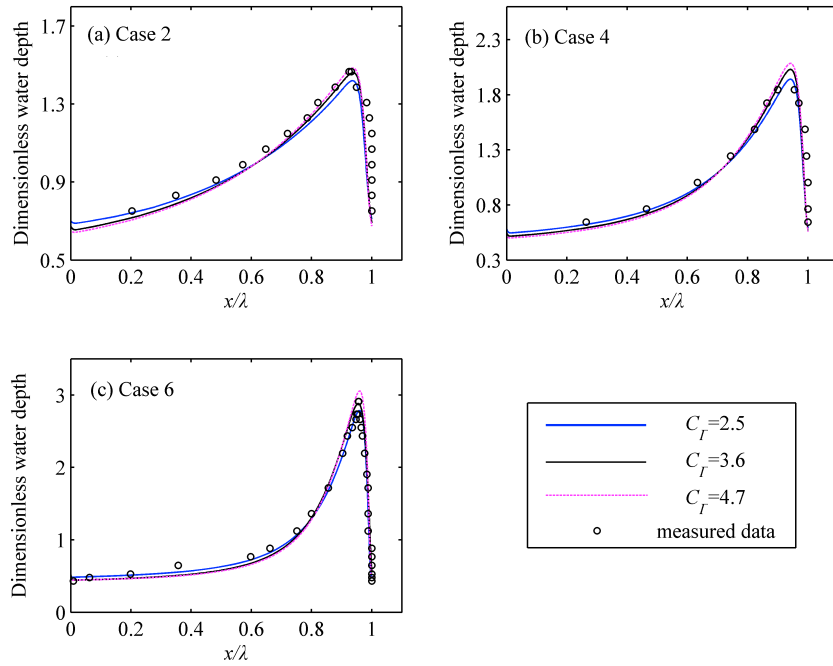 (a) Case 2
Dimensionless water depth
1.7
1.3
0.9
0.5
0 0.2 0.4 0.6 0.8 1
x/λ
(b) Case 4
Dimensionless water depth
2.3
1.8
1.3
0.8
0.3
0 0.2 0.4 0.6 0.8 1
x/λ
(c) Case 6
Dimensionless water depth
3
2
1
0
0 0.2 0.4 0.6 0.8 1
x/λ
C_Γ=2.5
C_Γ=3.6
C_Γ=4.7
measured data